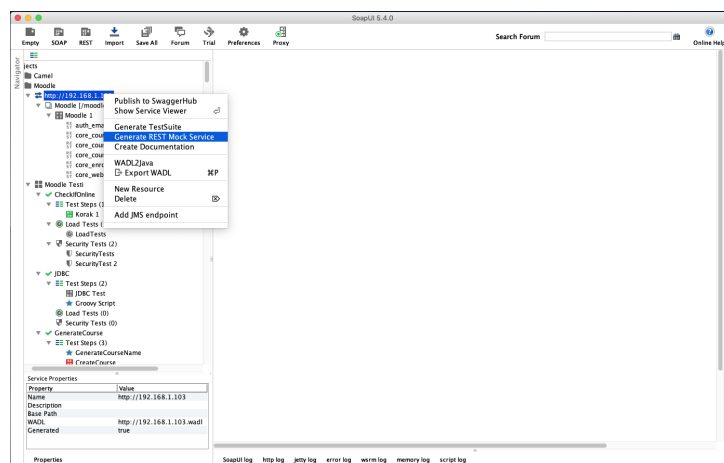 SoapUI 5.4.0
Empty SOAP REST Import Save All Forum Trial Preferences Proxy
Search Forum
Online Help
Navigator
jects
Camel
Moodle
http://192.168.1.1
Moodle [/moodl
Moodle 1
auth_ema
core_cou
core_cour
core_cour
core_enro
core_web
Publish to SwaggerHub
Show Service Viewer
Generate TestSuite
Generate REST Mock Service
Create Documentation
WADL2Java
Export WADL ⌘P
New Resource
Delete
Add JMS endpoint
Moodle Testi
CheckIfOnline
Test Steps (1
Korak 1
Load Tests (
LoadTests
Security Tests (2)
SecurityTests
SecurityTest 2
JDBC
Test Steps (2)
JDBC Test
Groovy Script
Load Tests (0)
Security Tests (0)
GenerateCourse
Test Steps (3)
GenerateCourseName
CreateCourse
Service Properties
Property Value
Name http://192.168.1.103
Description
Base Path
WADL http://192.168.1.103.wadl
Generated true
Properties
SoapUI log http log jetty log error log wsrm log memory log script log